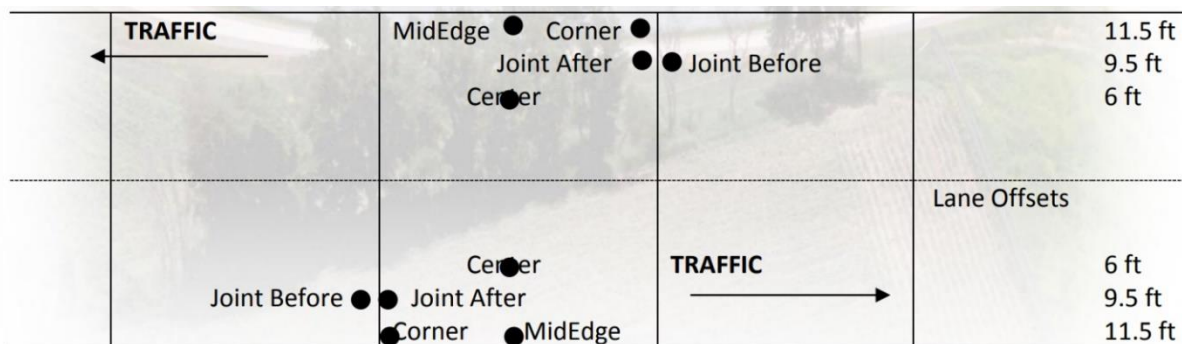 TRAFFIC MidEdge Corner 11.5 ft
Joint After Joint Before 9.5 ft
Center 6 ft
Lane Offsets
Center TRAFFIC 6 ft
Joint Before Joint After 9.5 ft
Corner MidEdge 11.5 ft